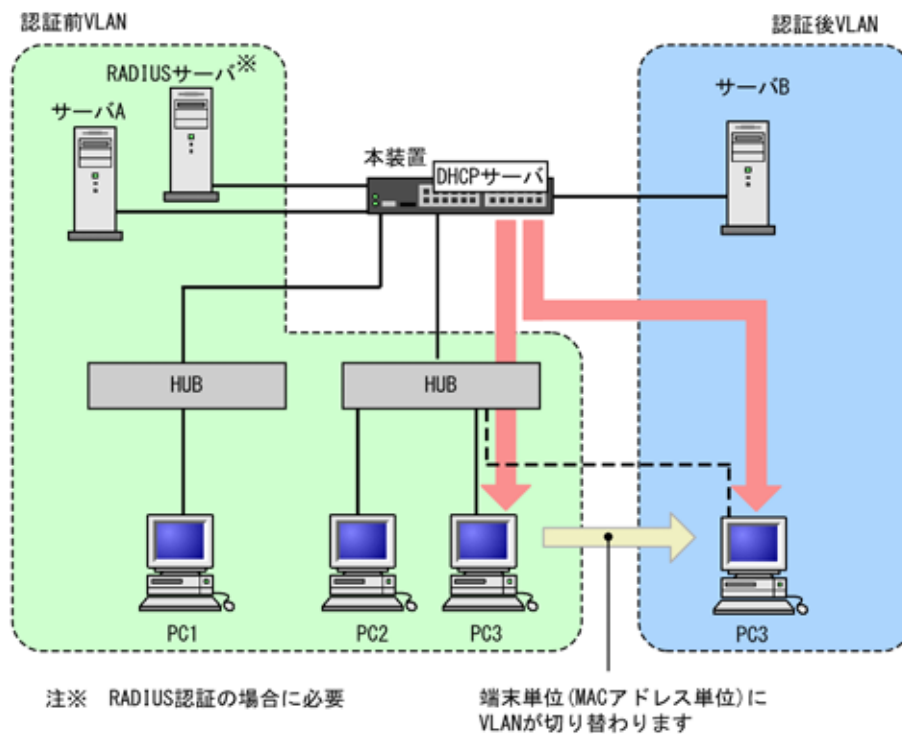 認証前VLAN
認証後VLAN
RADIUSサーバ※
サーバA
サーバB
本装置
DHCPサーバ
HUB
HUB
PC1
PC2
PC3
PC3
注※ RADIUS認証の場合に必要
端末単位(MACアドレス単位)に
VLANが切り替わります